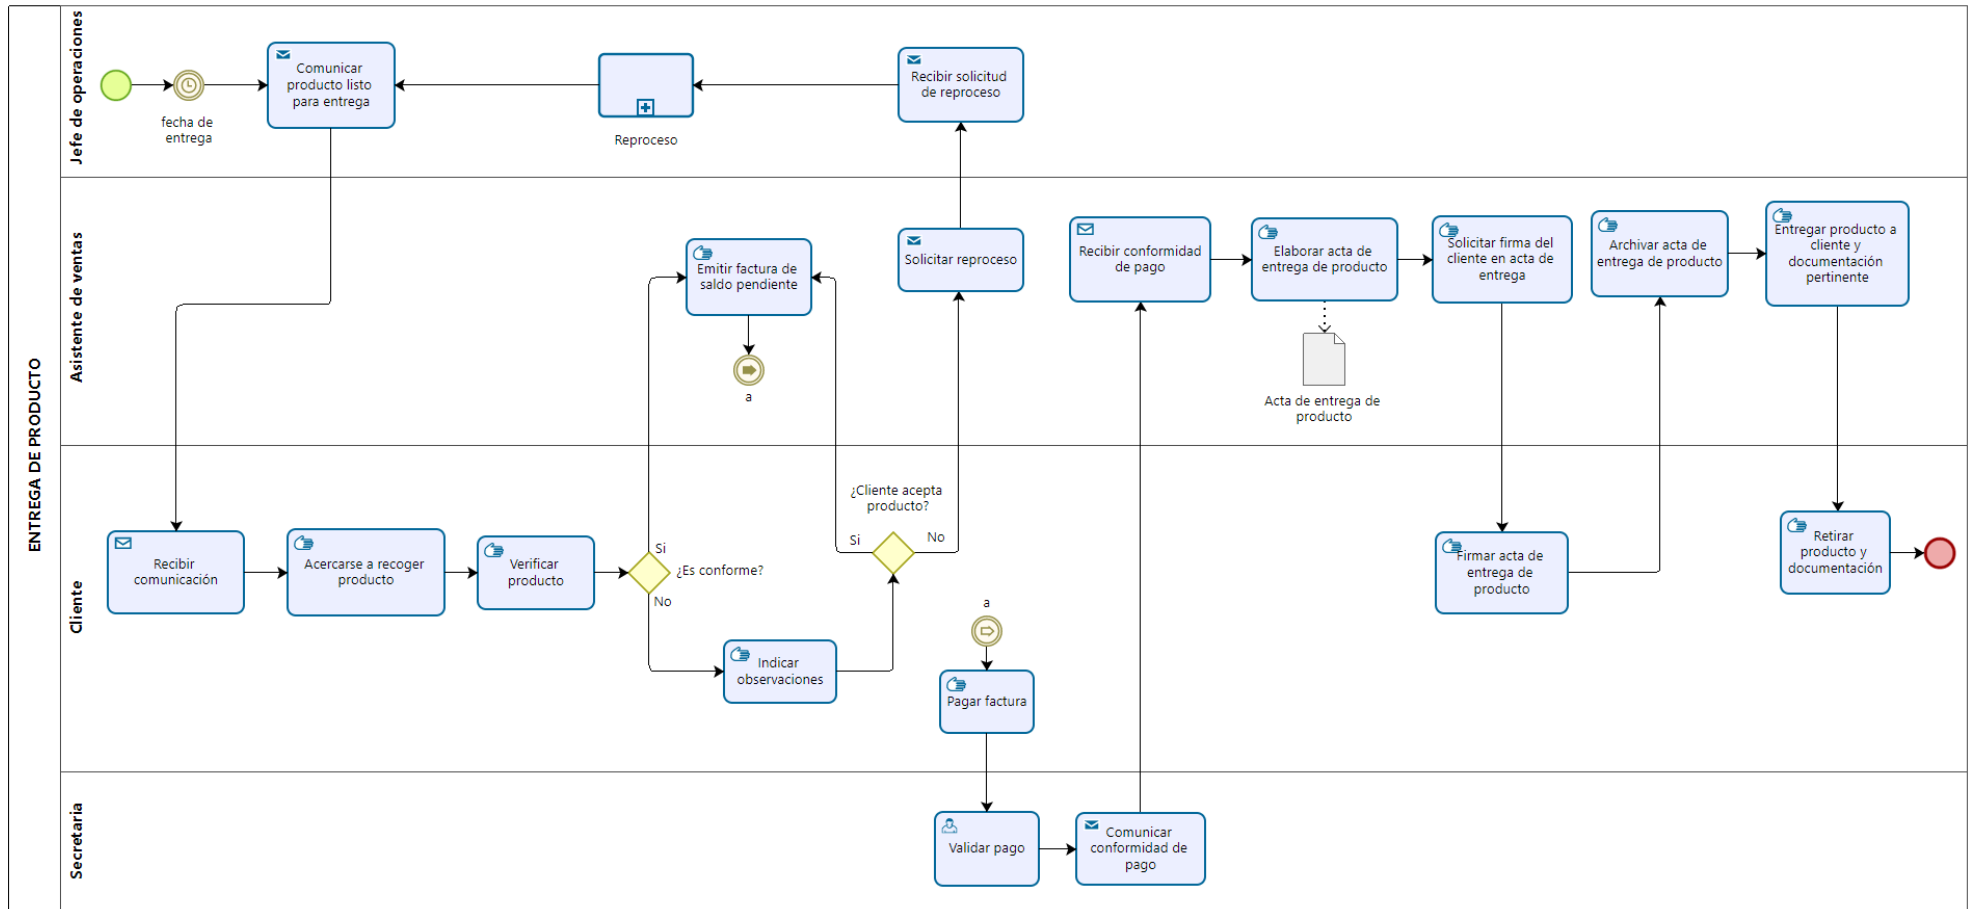 ENTREGA DE PRODUCTO
Jefe de operaciones
fecha de
entrega
Comunicar
producto listo
para entrega
Reproceso
Recibir solicitud
de reproceso
Asistente de ventas
Emitir factura de
saldo pendiente
a
Solicitar reproceso
Recibir conformidad
de pago
Elaborar acta de
entrega de producto
Acta de entrega de
producto
Solicitar firma del
cliente en acta de
entrega
Archivar acta de
entrega de producto
Entregar producto a
cliente y
documentación
pertinente
Cliente
Recibir
comunicación
Acercarse a recoger
producto
Verificar
producto
Si
¿Es conforme?
No
Indicar
observaciones
¿Cliente acepta
producto?
Si
No
a
Pagar factura
Firmar acta de
entrega de
producto
Retirar
producto y
documentación
Secretaria
Validar pago
Comunicar
conformidad de
pago